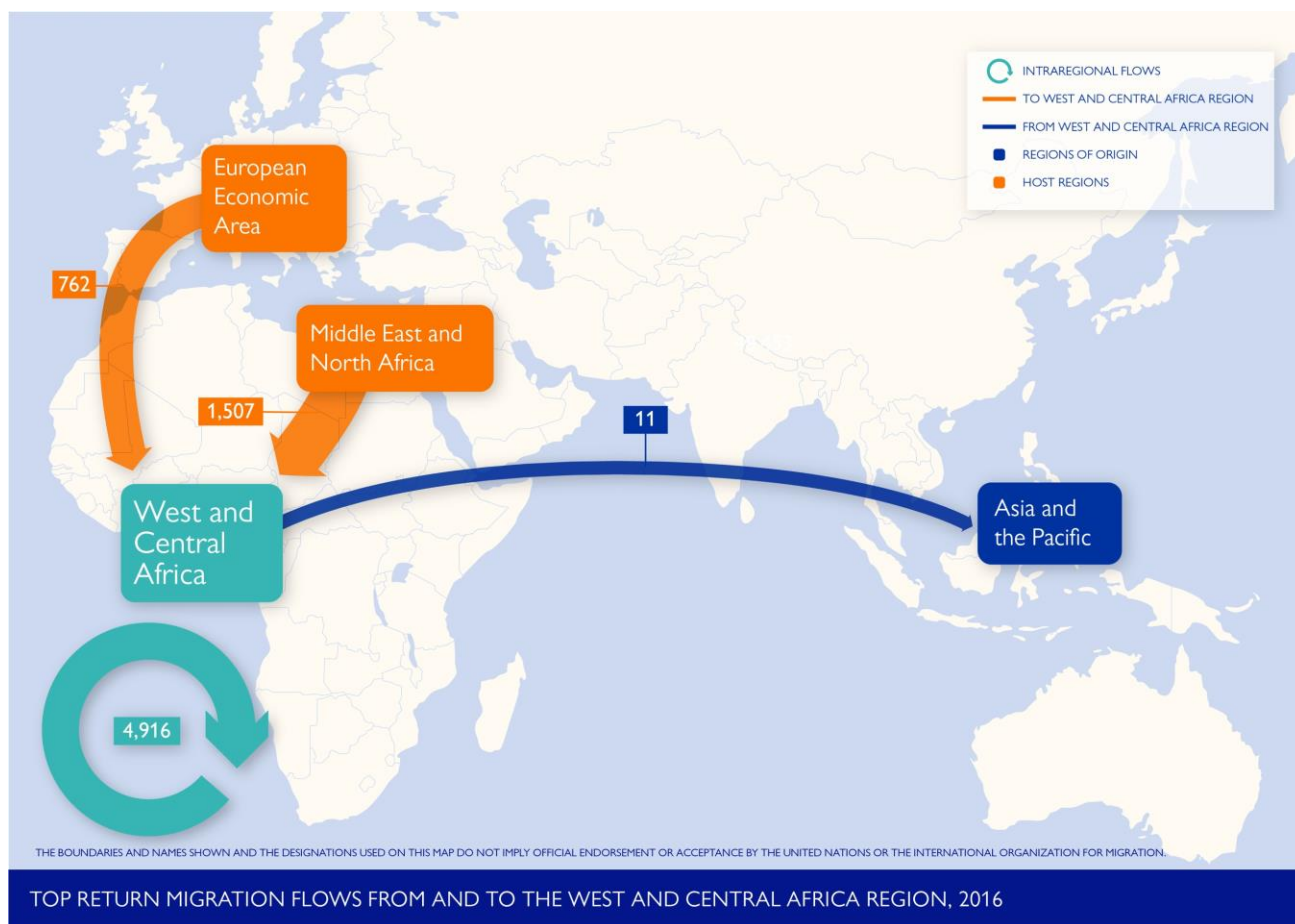 INTRAREGIONAL FLOWS
TO WEST AND CENTRAL AFRICA REGION
FROM WEST AND CENTRAL AFRICA REGION
REGIONS OF ORIGIN
HOST REGIONS
European
Economic
Area
762
Middle East and
North Africa
1,507
11
West and
Central
Africa
Asia and
the Pacific
4,916
THE BOUNDARIES AND NAMES SHOWN AND THE DESIGNATIONS USED ON THIS MAP DO NOT IMPLY OFFICIAL ENDORSEMENT OR ACCEPTANCE BY THE UNITED NATIONS OR THE INTERNATIONAL ORGANIZATION FOR MIGRATION.
TOP RETURN MIGRATION FLOWS FROM AND TO THE WEST AND CENTRAL AFRICA REGION, 2016